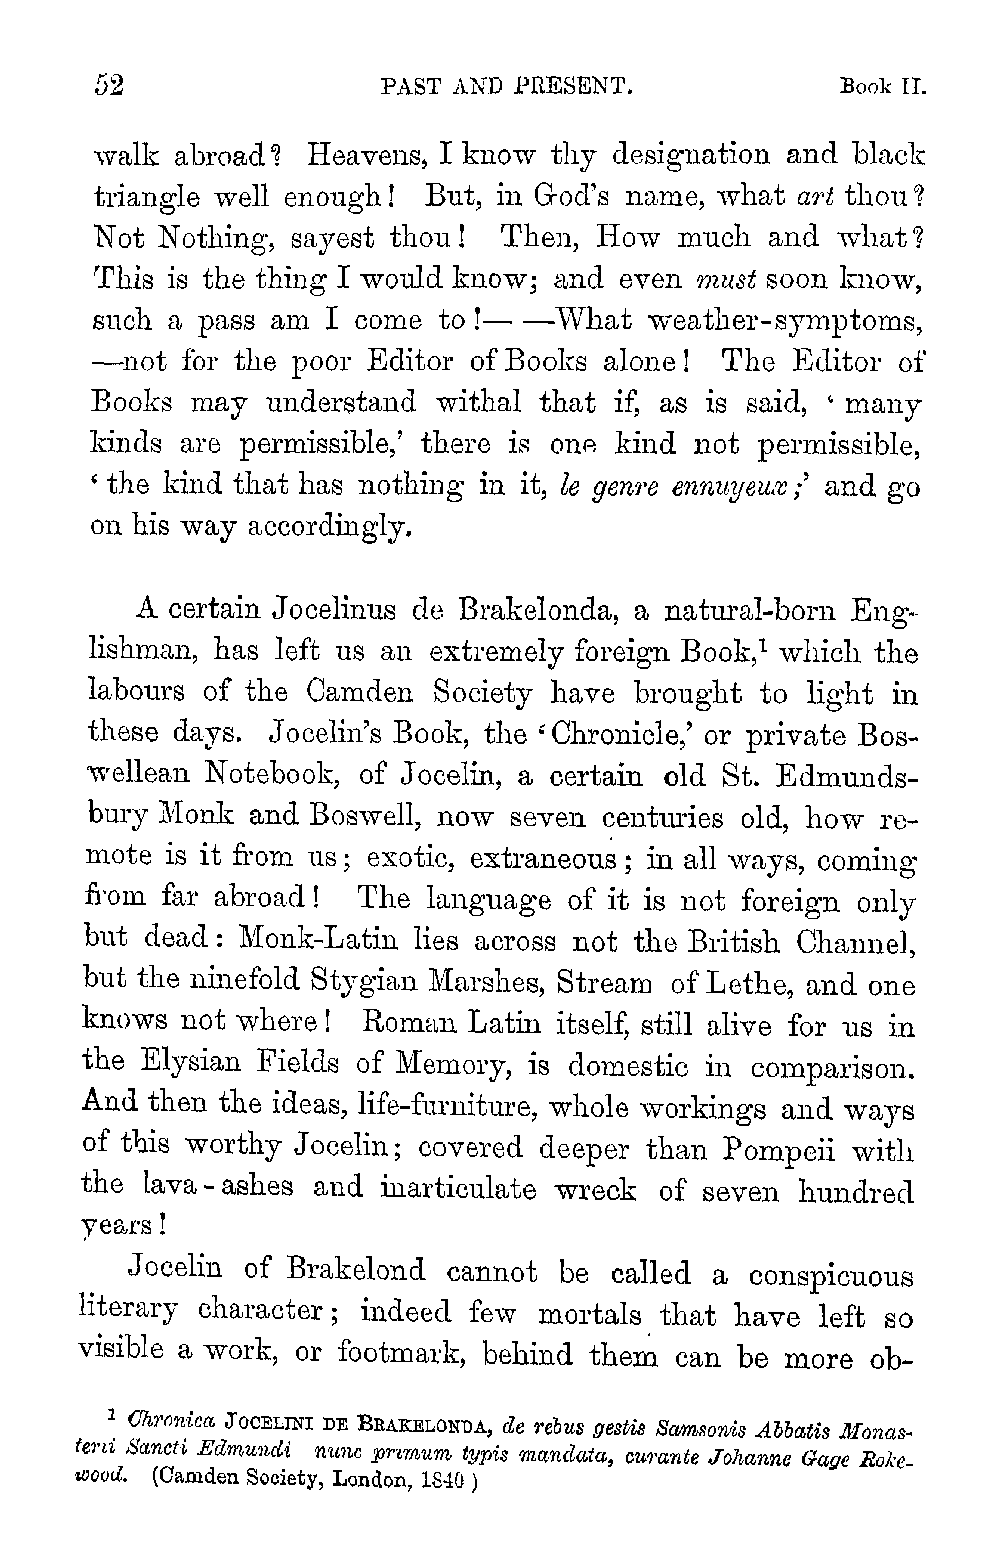 52 PAST AND PRESENT. Book II.
walk abroad? Heavens, I know thy designation and black
triangle well enough! But, in God's name, what art thou?
Not Nothing, sayest thou! Then, How much and what?
This is the thing I would know; and even must soon know,
such a pass am I come to!— —What weather-symptoms,
—not for the poor Editor of Books alone! The Editor of
Books may understand withal that if, as is said, ‘many
kinds are permissible,’ there is one kind not permissible,
‘the kind that has nothing in it, le genre ennuyeux;’ and go
on his way accordingly.
A certain Jocelinus de Brakelonda, a natural-born Eng-
lishman, has left us an extremely foreign Book,¹ which the
labours of the Camden Society have brought to light in
these days. Jocelin's Book, the ‘Chronicle,’ or private Bos-
wellean Notebook, of Jocelin, a certain old St. Edmunds-
bury Monk and Boswell, now seven centuries old, how re-
mote is it from us; exotic, extraneous; in all ways, coming
from far abroad! The language of it is not foreign only
but dead: Monk-Latin lies across not the British Channel,
but the ninefold Stygian Marshes, Stream of Lethe, and one
knows not where! Roman Latin itself, still alive for us in
the Elysian Fields of Memory, is domestic in comparison.
And then the ideas, life-furniture, whole workings and ways
of this worthy Jocelin; covered deeper than Pompeii with
the lava-ashes and inarticulate wreck of seven hundred
years!
Jocelin of Brakelond cannot be called a conspicuous
literary character; indeed few mortals that have left so
visible a work, or footmark, behind them can be more ob-
¹ Chronica JOCELINI DE BRAKELONDA, de rebus gestis Samsonis Abbatis Monas-
terii Sancti Edmundi nunc primum typis mandata, curante Johanne Gage Roke-
wood. (Camden Society, London, 1840)